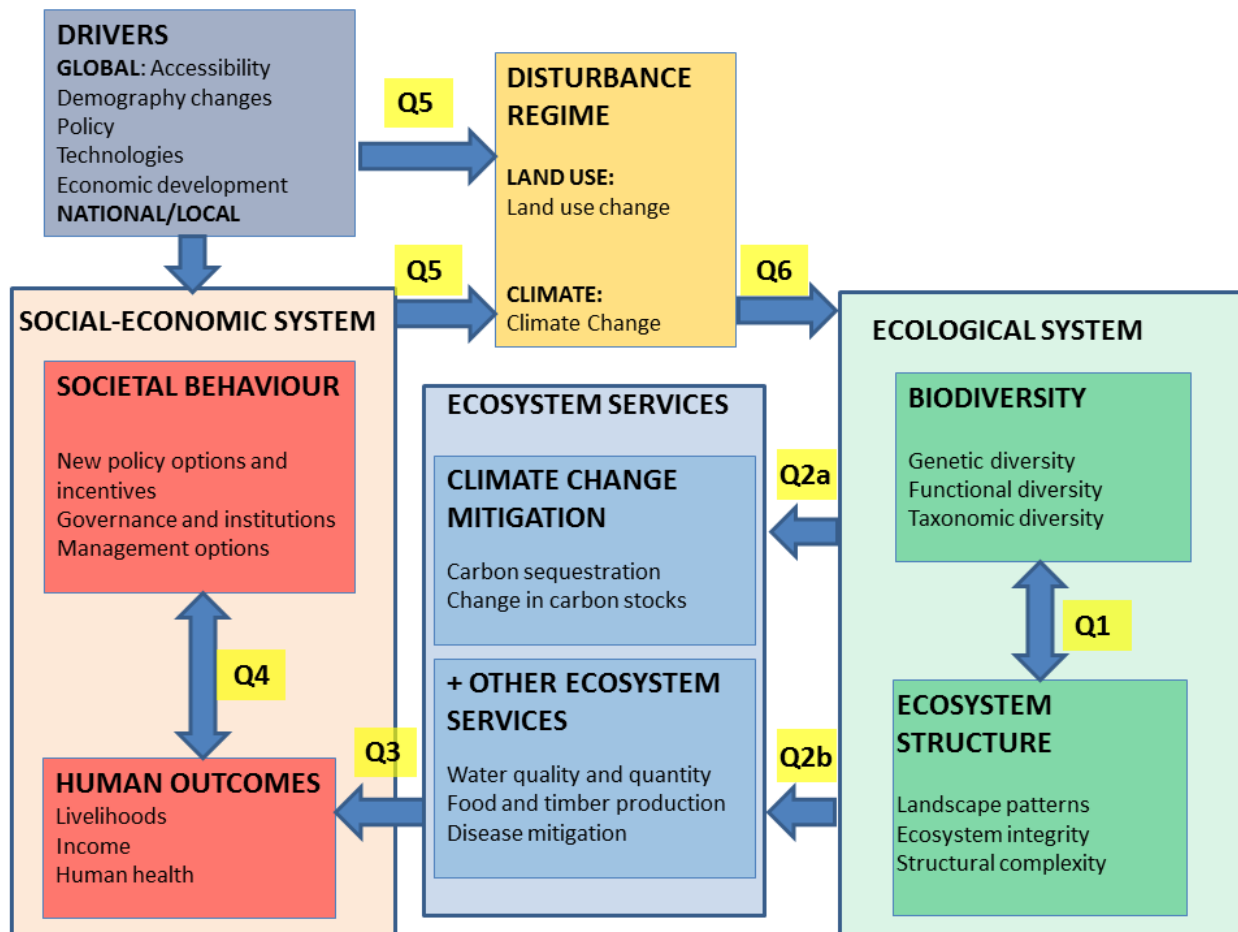 DRIVERS
GLOBAL: Accessibility
Demography changes
Policy
Technologies
Economic development
NATIONAL/LOCAL
Q5
DISTURBANCE
REGIME
LAND USE:
Land use change
CLIMATE:
Climate Change
Q5
Q6
SOCIAL-ECONOMIC SYSTEM
SOCIETAL BEHAVIOUR
New policy options and
incentives
Governance and institutions
Management options
Q4
HUMAN OUTCOMES
Livelihoods
Income
Human health
Q3
ECOSYSTEM SERVICES
CLIMATE CHANGE
MITIGATION
Carbon sequestration
Change in carbon stocks
+ OTHER ECOSYSTEM
SERVICES
Water quality and quantity
Food and timber production
Disease mitigation
Q2a
Q2b
ECOLOGICAL SYSTEM
BIODIVERSITY
Genetic diversity
Functional diversity
Taxonomic diversity
Q1
ECOSYSTEM
STRUCTURE
Landscape patterns
Ecosystem integrity
Structural complexity